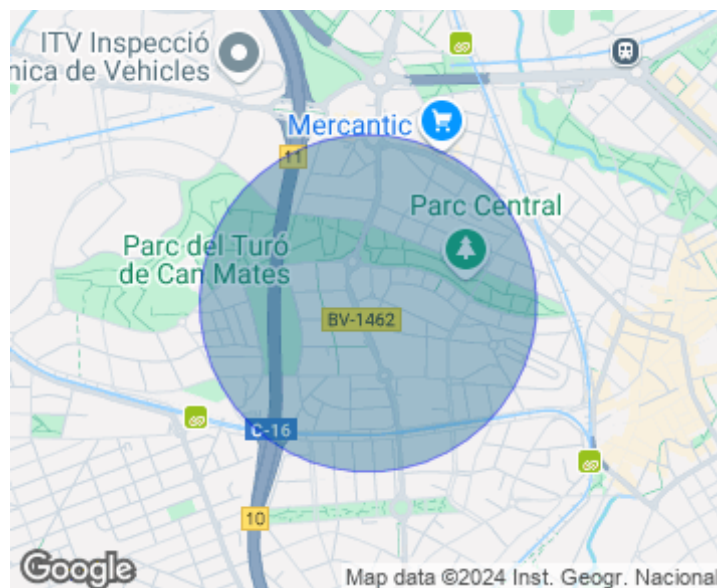 ITV Inspecció
nica de Vehicles
Mercantic
11
Parc Central
Parc del Turó
de Can Mates
BV-1462
C-16
10
Google
Map data ©2024 Inst. Geogr. Nacional